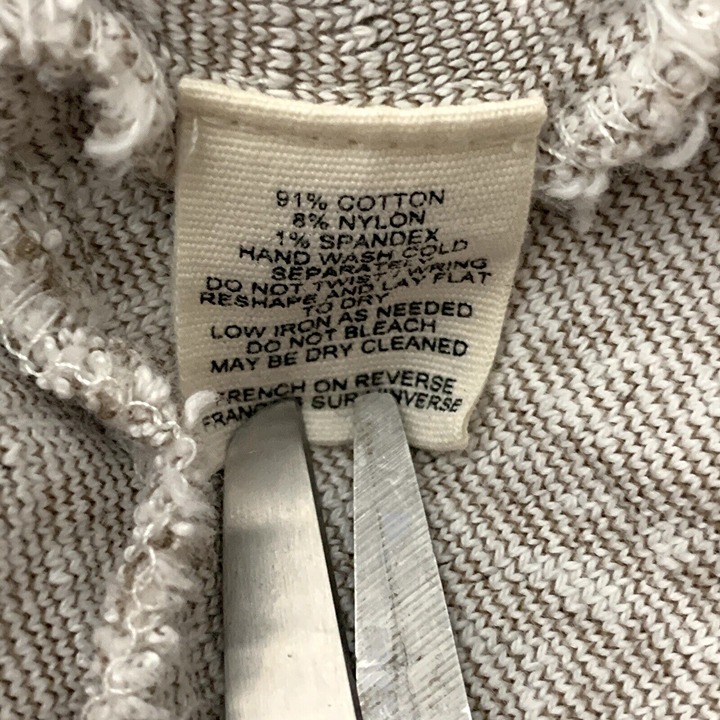 91% COTTON
8% NYLON
1% SPANDEX
HAND WASH COLD
SEPARATELY
DO NOT TWIST/WRING
RESHAPE AND LAY FLAT
TO DRY
LOW IRON AS NEEDED
DO NOT BLEACH
MAY BE DRY CLEANED
FRENCH ON REVERSE
SUR